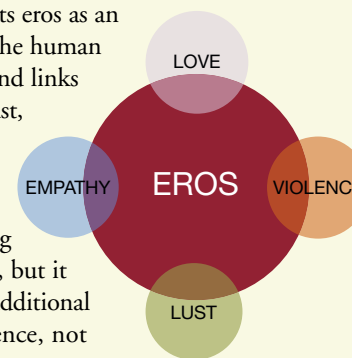 ts eros as an
he human
nd links
st,
g
, but it
dditional
ence, not
LOVE
EMPATHY
EROS
VIOLENC
LUST